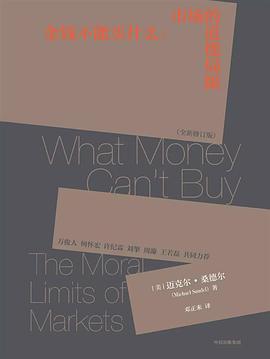 金钱不能买什么:
市场的
道德局限
(全新修订版)
What Money
Can't Buy
万俊人 何怀宏 许纪霖 刘擎 周濂 王若磊 共同力荐
The Moral
Limits of
Markets
[美] 迈克尔·桑德尔
(Michael Sandel) 著
邓正来 译
中信出版集团